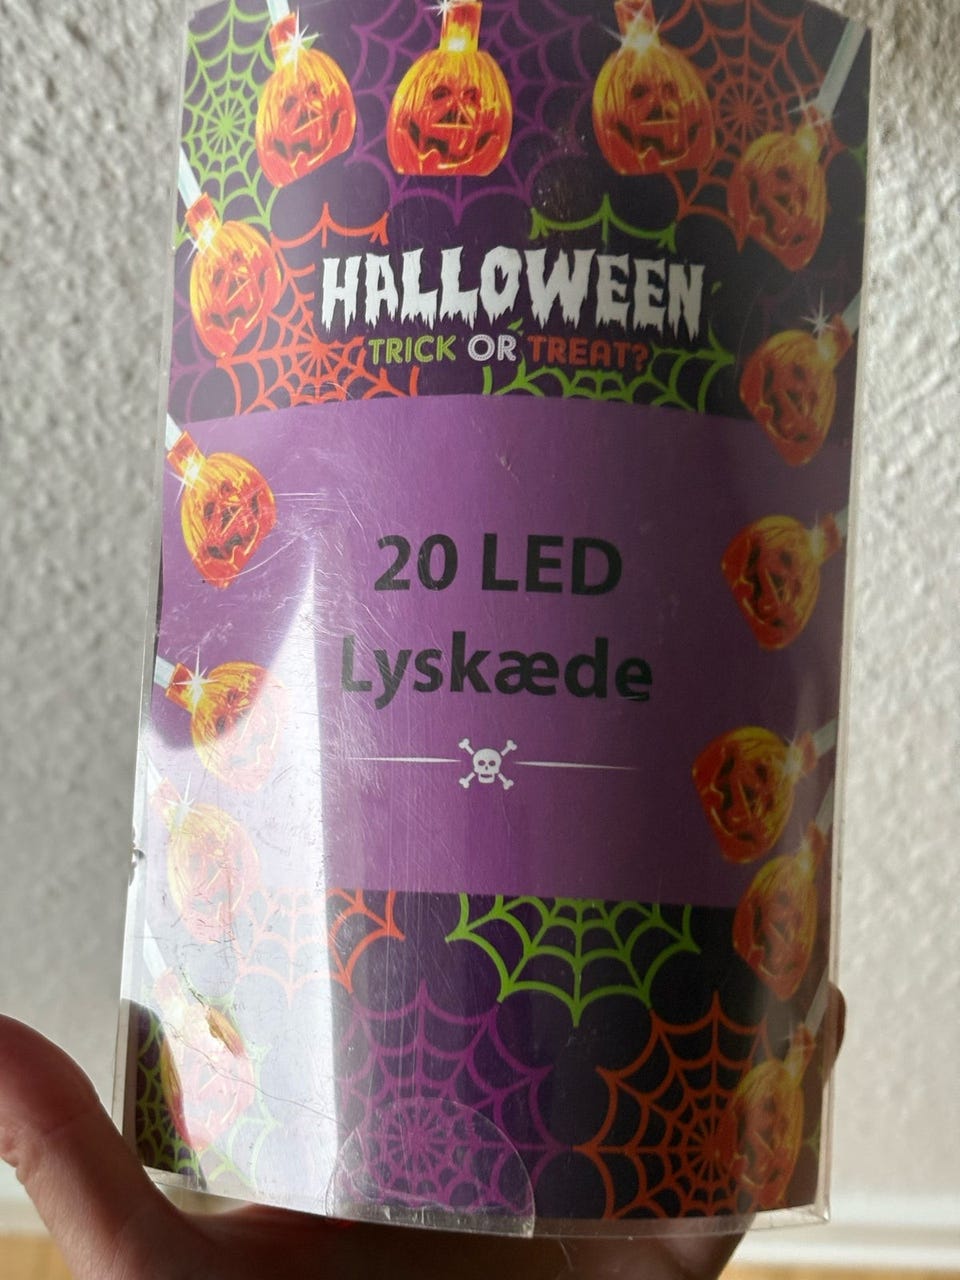 HALLOWEEN
TRICK OR TREAT?
20 LED
Lyskæde